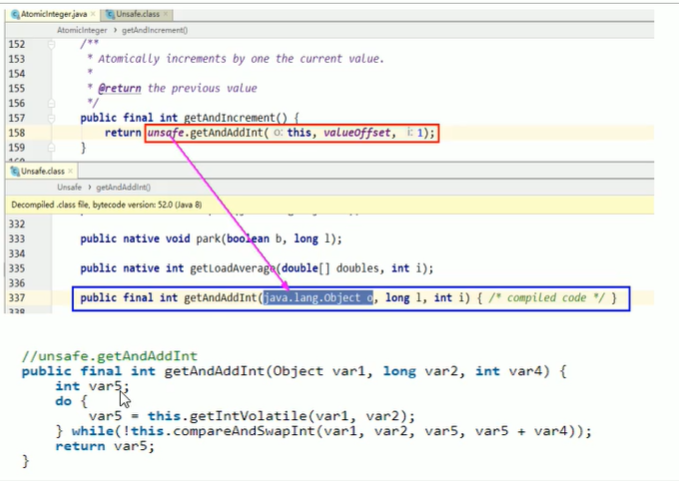 AtomicInteger.java × Unsafe.class ×
AtomicInteger › getAndIncrement()
152 /**
153 * Atomically increments by one the current value.
154 *
155 * @return the previous value
156 */
157 public final int getAndIncrement() {
158 return unsafe.getAndAddInt( o: this, valueOffset, i: 1);
159 }
160
Unsafe.class ×
Unsafe › getAndAddInt()
Decompiled .class file, bytecode version: 52.0 (Java 8)
332
333 public native void park(boolean b, long l);
334
335 public native int getLoadAverage(double[] doubles, int i);
336
337 public final int getAndAddInt(java.lang.Object o, long l, int i) { /* compiled code */ }
338
//unsafe.getAndAddInt
public final int getAndAddInt(Object var1, long var2, int var4) {
int var5;
do {
var5 = this.getIntVolatile(var1, var2);
} while(!this.compareAndSwapInt(var1, var2, var5, var5 + var4));
return var5;
}